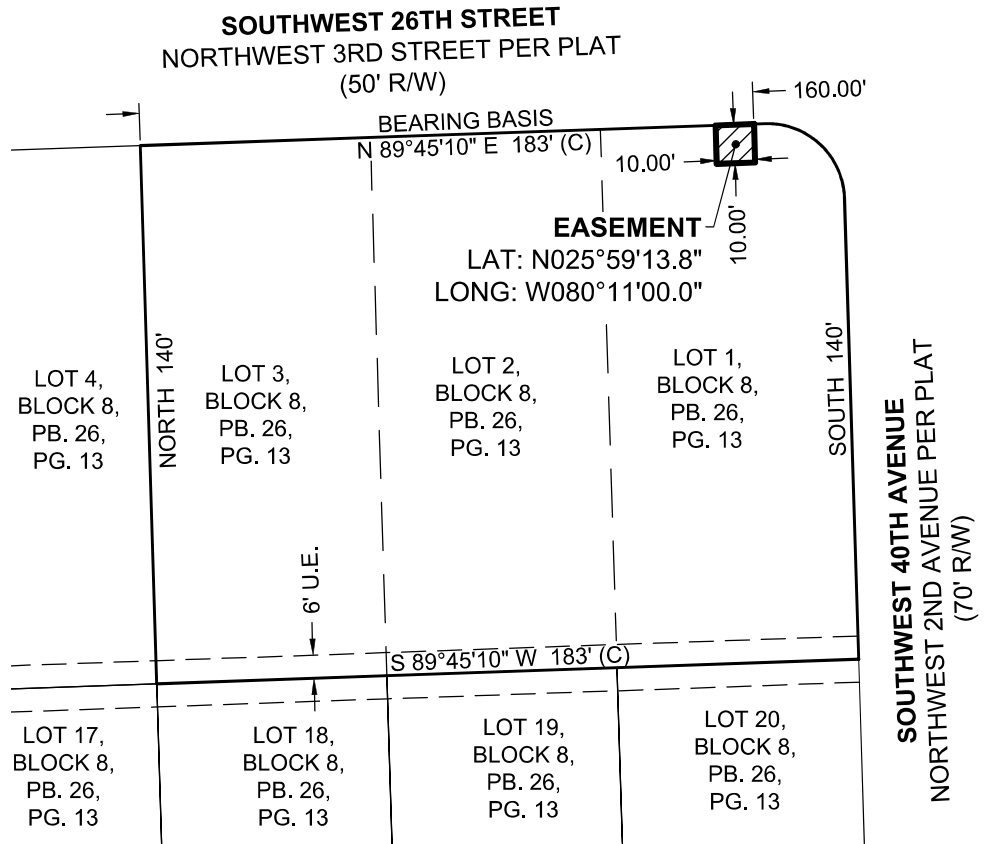 SOUTHWEST 26TH STREET
NORTHWEST 3RD STREET PER PLAT
(50' R/W)
160.00'
BEARING BASIS
N 89°45'10" E 183' (C)
10.00'
10.00'
EASEMENT
LAT: N025°59'13.8"
LONG: W080°11'00.0"
NORTH 140'
SOUTH 140'
LOT 4,
BLOCK 8,
PB. 26,
PG. 13
LOT 3,
BLOCK 8,
PB. 26,
PG. 13
LOT 2,
BLOCK 8,
PB. 26,
PG. 13
LOT 1,
BLOCK 8,
PB. 26,
PG. 13
SOUTHWEST 40TH AVENUE
NORTHWEST 2ND AVENUE PER PLAT
(70' R/W)
6' U.E.
S 89°45'10" W 183' (C)
LOT 17,
BLOCK 8,
PB. 26,
PG. 13
LOT 18,
BLOCK 8,
PB. 26,
PG. 13
LOT 19,
BLOCK 8,
PB. 26,
PG. 13
LOT 20,
BLOCK 8,
PB. 26,
PG. 13